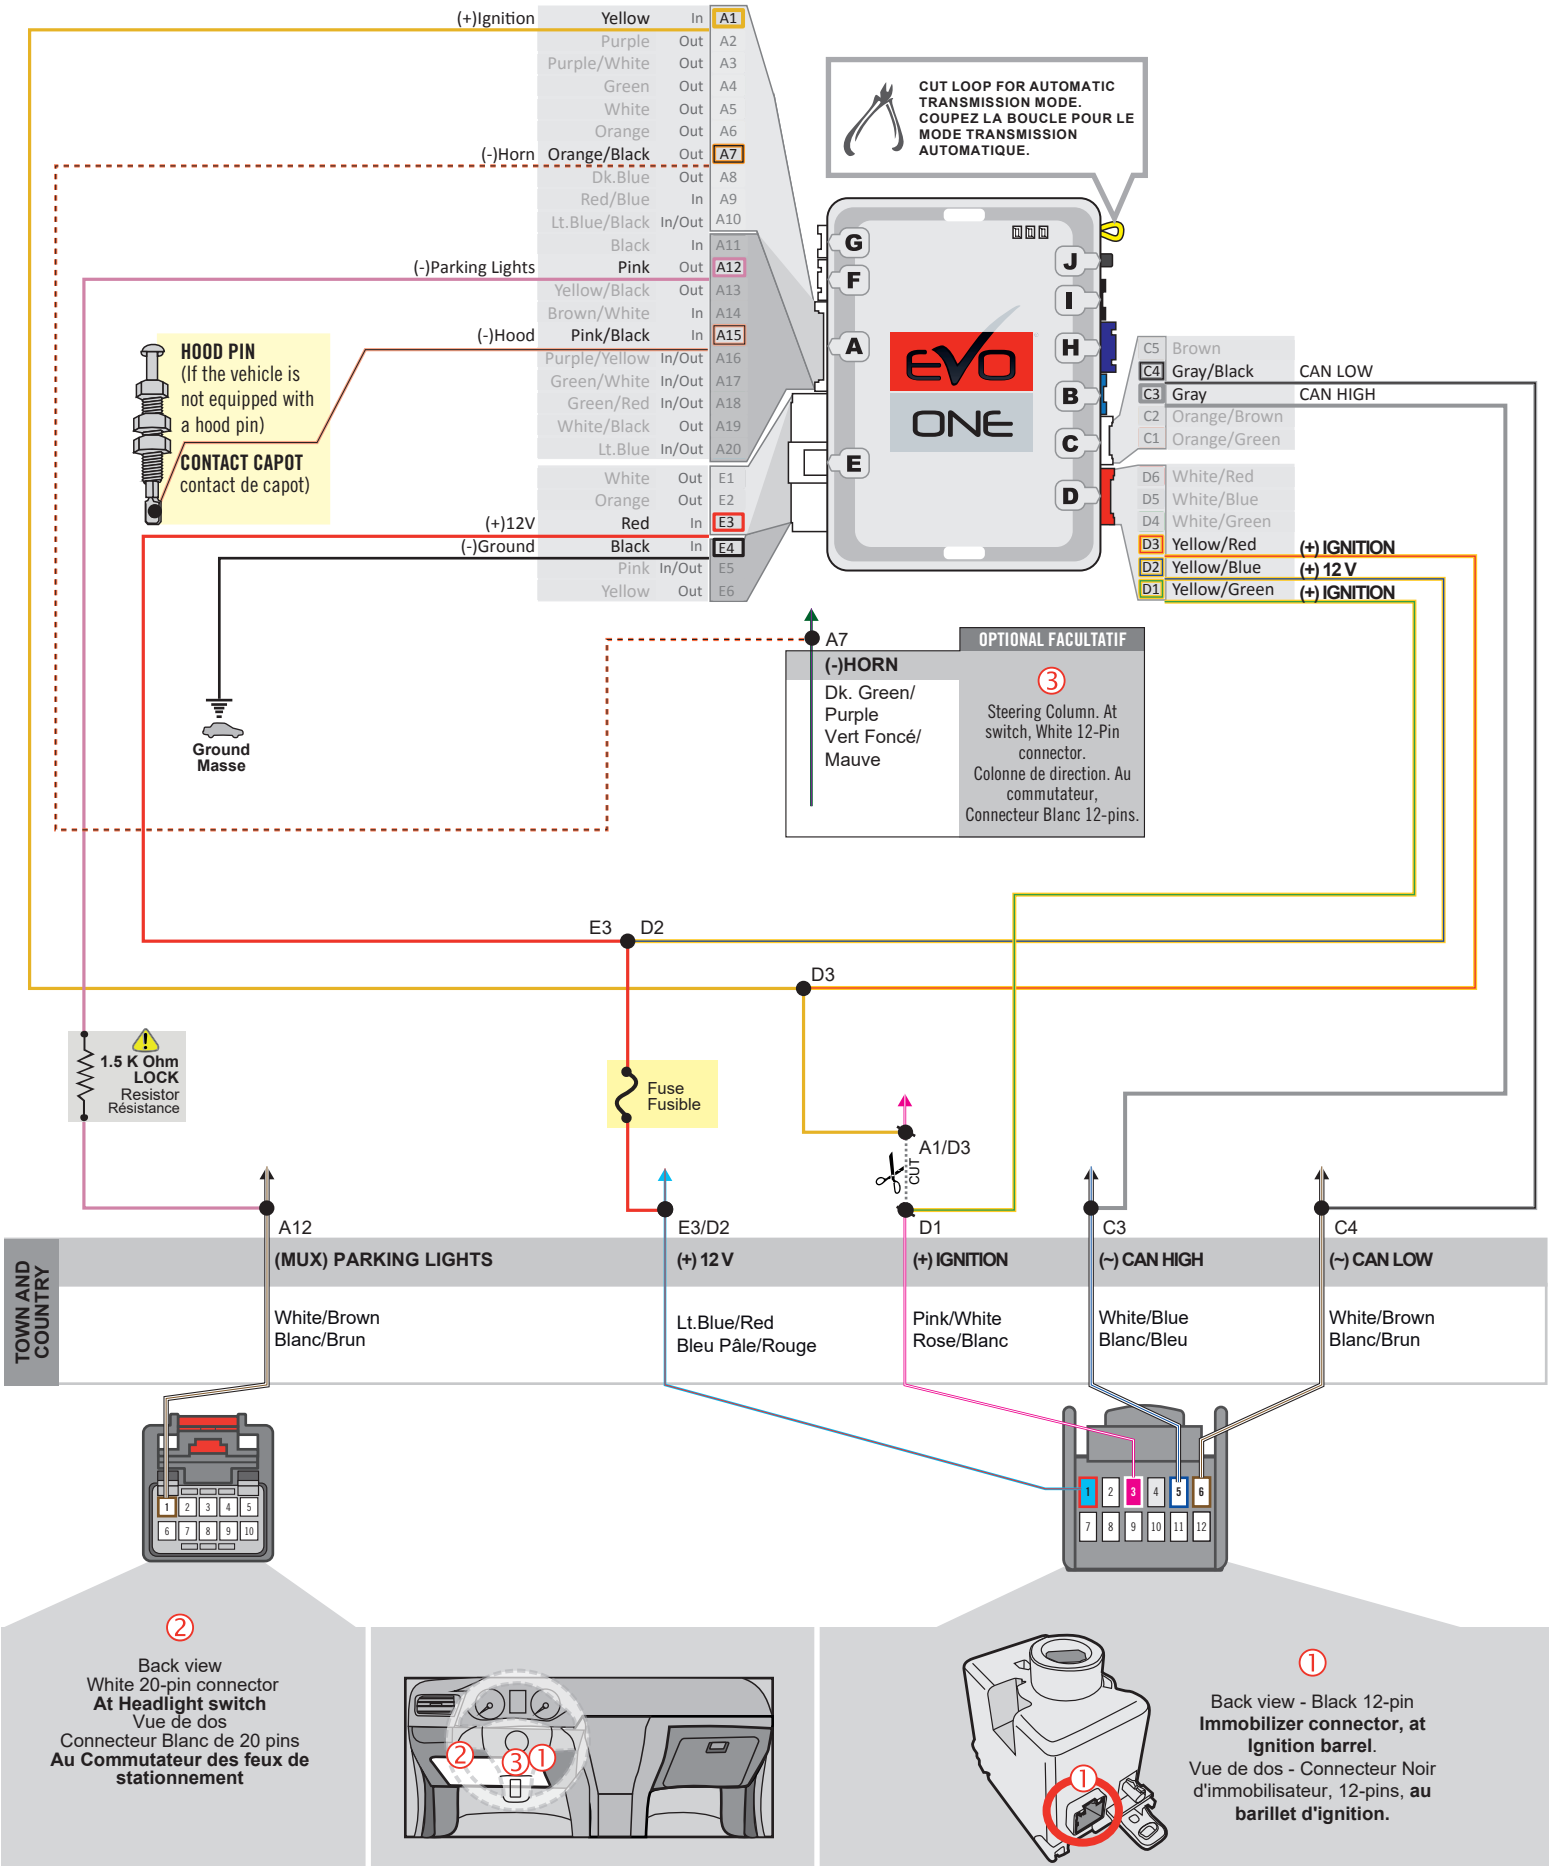 (+)Ignition Yellow In A1
Purple Out A2
Purple/White Out A3
Green Out A4
White Out A5
Orange Out A6
(-)Horn Orange/Black Out A7
Dk.Blue Out A8
Red/Blue In A9
Lt.Blue/Black In/Out A10
Black In A11
(-)Parking Lights Pink Out A12
Yellow/Black Out A13
Brown/White In A14
(-)Hood Pink/Black In A15
Purple/Yellow In/Out A16
Green/White In/Out A17
Green/Red In/Out A18
White/Black Out A19
Lt.Blue In/Out A20
White Out E1
Orange Out E2
(+)12V Red In E3
(-)Ground Black In E4
Pink In/Out E5
Yellow Out E6
CUT LOOP FOR AUTOMATIC
TRANSMISSION MODE.
COUPEZ LA BOUCLE POUR LE
MODE TRANSMISSION
AUTOMATIQUE.
G
F
A
E
J
I
H
B
C
D
EVO
ONE
HOOD PIN
(If the vehicle is
not equipped with
a hood pin)
CONTACT CAPOT
contact de capot)
C5 Brown
C4 Gray/Black CAN LOW
C3 Gray CAN HIGH
C2 Orange/Brown
C1 Orange/Green
D6 White/Red
D5 White/Blue
D4 White/Green
D3 Yellow/Red (+) IGNITION
D2 Yellow/Blue (+) 12 V
D1 Yellow/Green (+) IGNITION
Ground
Masse
A7
OPTIONAL FACULTATIF
(-)HORN
Dk. Green/
Purple
Vert Foncé/
Mauve
3
Steering Column. At
switch, White 12-Pin
connector.
Colonne de direction. Au
commutateur,
Connecteur Blanc 12-pins.
E3 D2
D3
1.5 K Ohm
LOCK
Resistor
Résistance
Fuse
Fusible
A1/D3
CUT
A12
E3/D2
D1
C3
C4
TOWN AND
COUNTRY
(MUX) PARKING LIGHTS
(+) 12 V
(+) IGNITION
(~) CAN HIGH
(~) CAN LOW
White/Brown
Blanc/Brun
Lt.Blue/Red
Bleu Pâle/Rouge
Pink/White
Rose/Blanc
White/Blue
Blanc/Bleu
White/Brown
Blanc/Brun
1 2 3 4 5
6 7 8 9 10
1 2 3 4 5 6
7 8 9 10 11 12
2
Back view
White 20-pin connector
At Headlight switch
Vue de dos
Connecteur Blanc de 20 pins
Au Commutateur des feux de
stationnement
2 3 1
1
1
Back view - Black 12-pin
Immobilizer connector, at
Ignition barrel.
Vue de dos - Connecteur Noir
d'immobilisateur, 12-pins, au
barillet d'ignition.